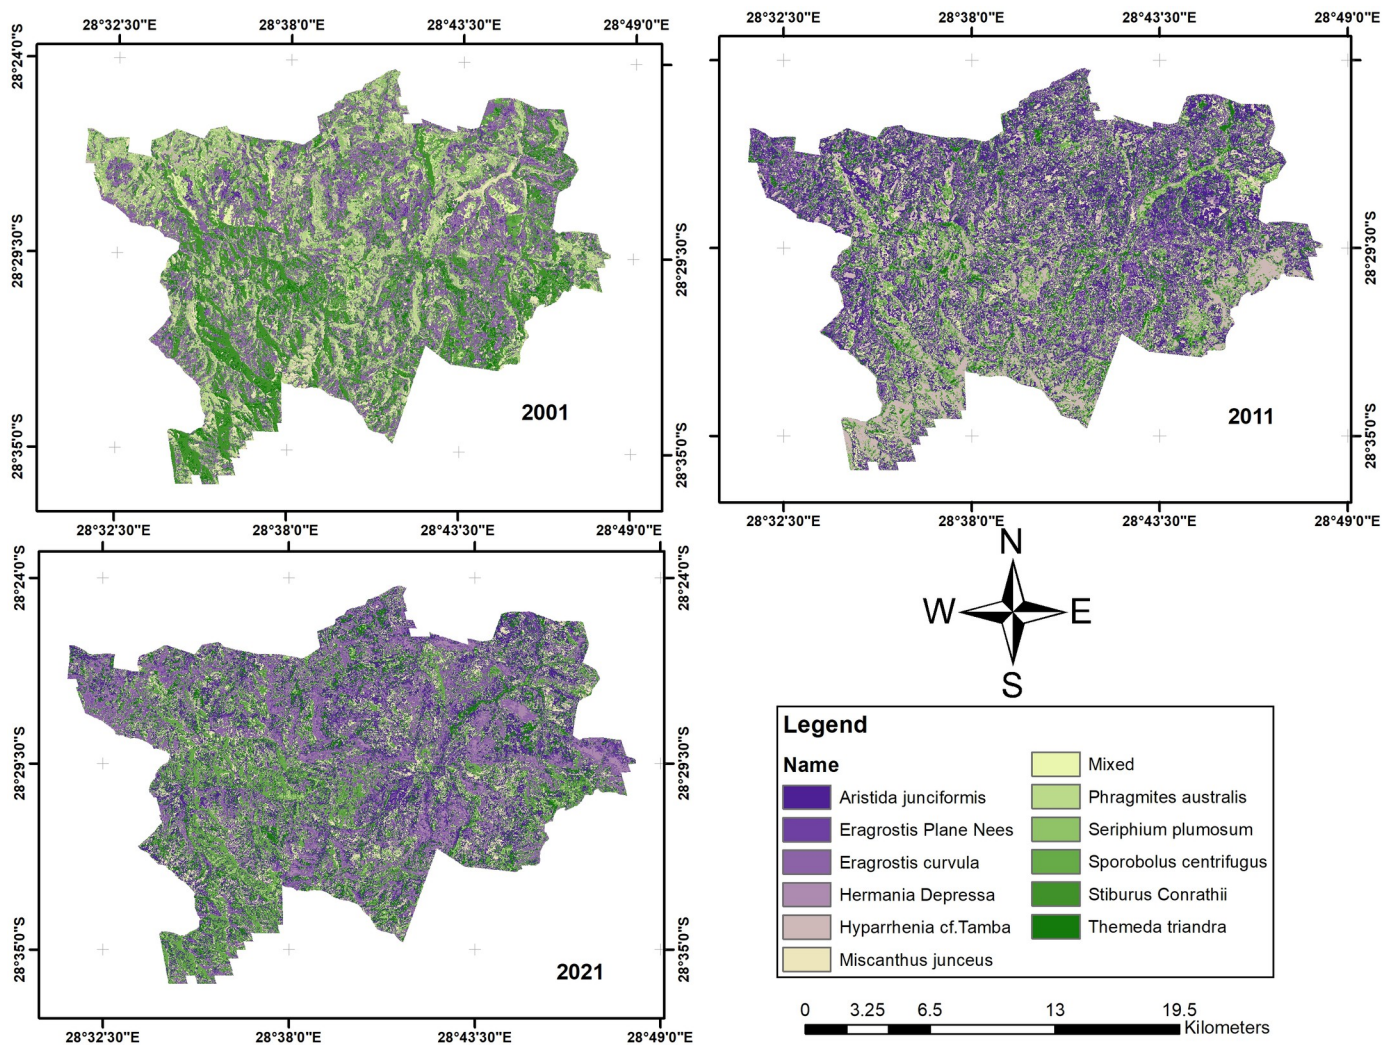 28°32'30"E 28°38'0"E 28°43'30"E 28°49'0"E
28°24'0"S
28°29'30"S
28°35'0"S
28°29'30"S
28°35'0"S
2001
28°32'30"E 28°38'0"E 28°43'30"E 28°49'0"E
28°32'30"E 28°38'0"E 28°43'30"E 28°49'0"E
28°29'30"S
28°35'0"S
2011
28°32'30"E 28°38'0"E 28°43'30"E 28°49'0"E
28°24'0"S
28°29'30"S
28°35'0"S
28°24'0"S
28°29'30"S
28°35'0"S
2021
28°32'30"E 28°38'0"E 28°43'30"E 28°49'0"E
N
W E
S
Legend
Name
Aristida junciformis
Eragrostis Plane Nees
Eragrostis curvula
Hermania Depressa
Hyparrhenia cf.Tamba
Miscanthus junceus
Mixed
Phragmites australis
Seriphium plumosum
Sporobolus centrifugus
Stiburus Conrathii
Themeda triandra
0 3.25 6.5 13 19.5
Kilometers